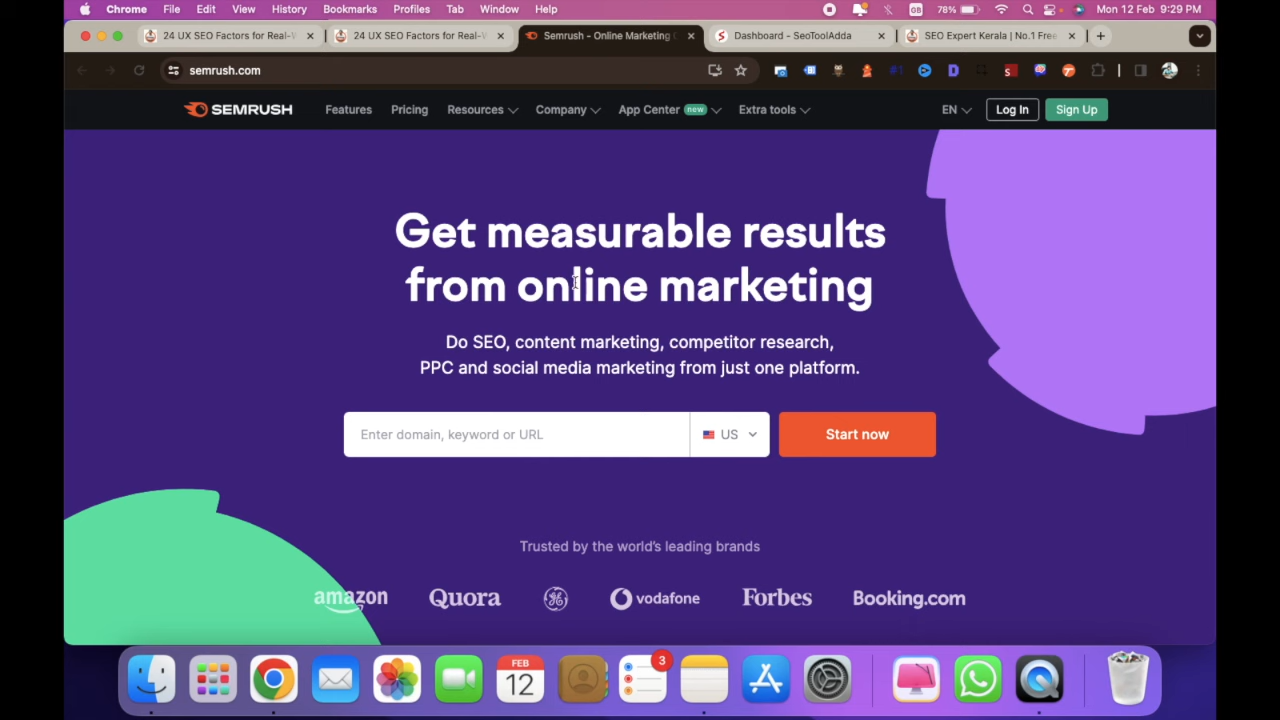 Chrome File Edit View History Bookmarks Profiles Tab Window Help GB 78% Mon 12 Feb 9:29 PM
24 UX SEO Factors for Real-W 24 UX SEO Factors for Real-W Semrush - Online Marketing Dashboard - SeoToolAdda SEO Expert Kerala | No.1 Free
semrush.com
SEMRUSH Features Pricing Resources Company App Center new Extra tools EN Log In Sign Up
Get measurable results
from online marketing
Do SEO, content marketing, competitor research,
PPC and social media marketing from just one platform.
Enter domain, keyword or URL US Start now
Trusted by the world's leading brands
amazon Quora GE vodafone Forbes Booking.com
3
FEB
12